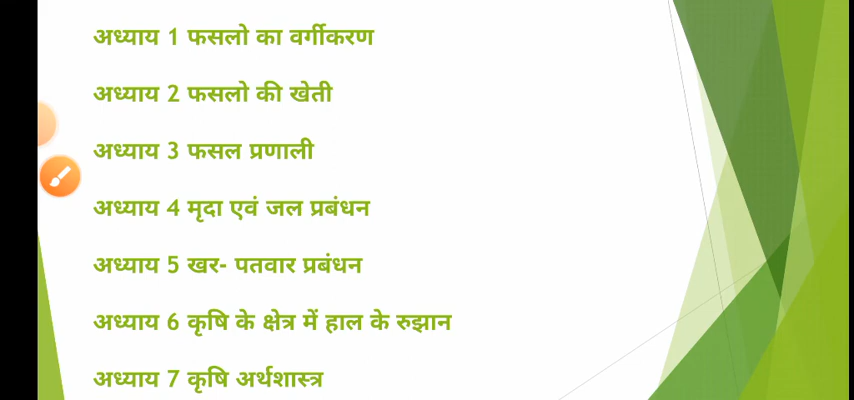 अध्याय 1 फसलो का वर्गीकरण
अध्याय 2 फसलो की खेती
अध्याय 3 फसल प्रणाली
अध्याय 4 मृदा एवं जल प्रबंधन
अध्याय 5 खर- पतवार प्रबंधन
अध्याय 6 कृषि के क्षेत्र में हाल के रुझान
अध्याय 7 कृषि अर्थशास्त्र